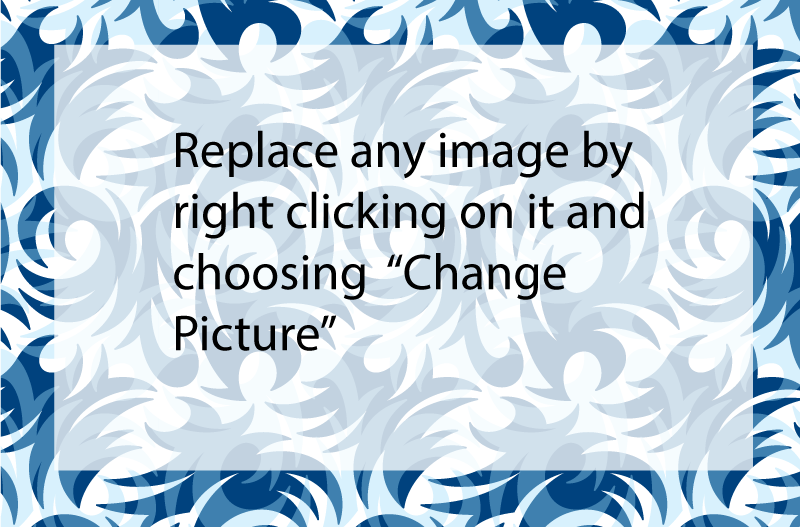 Replace any image by
right clicking on it and
choosing “Change
Picture”